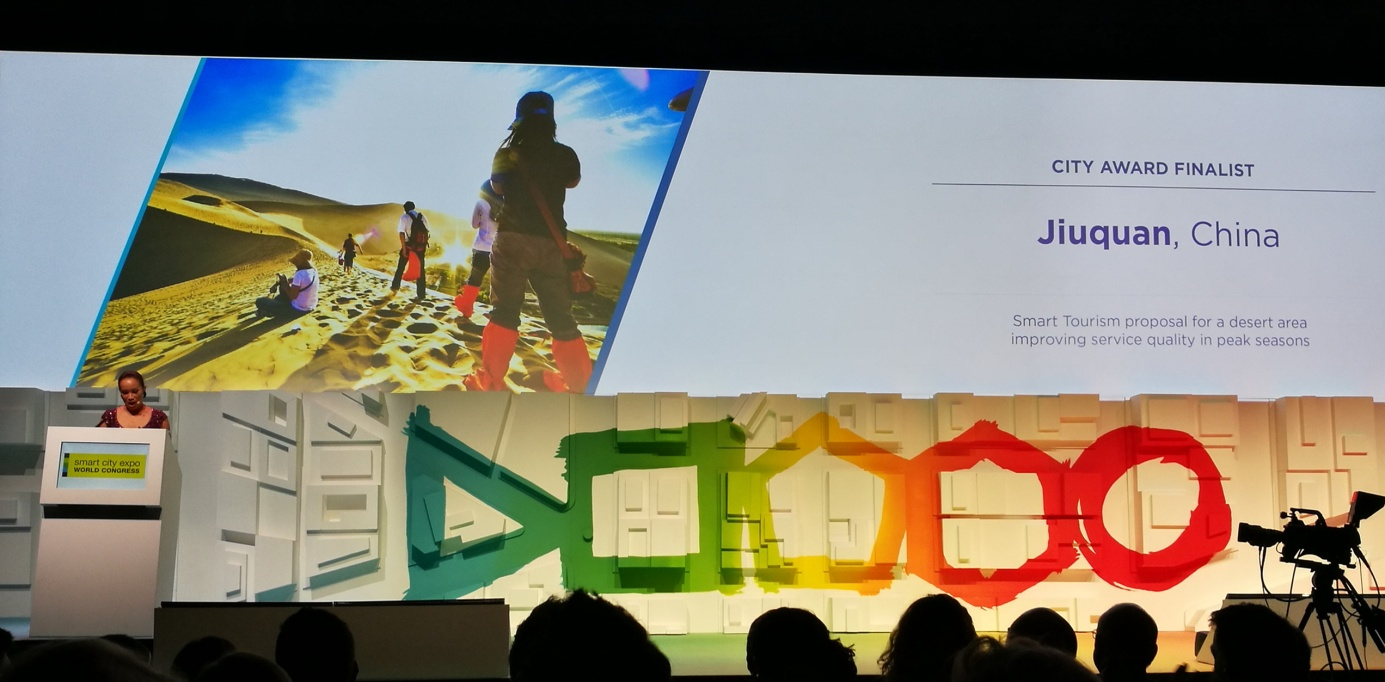 CITY AWARD FINALIST
Jiuquan, China
Smart Tourism proposal for a desert area
improving service quality in peak seasons
smart city expo
WORLD CONGRESS